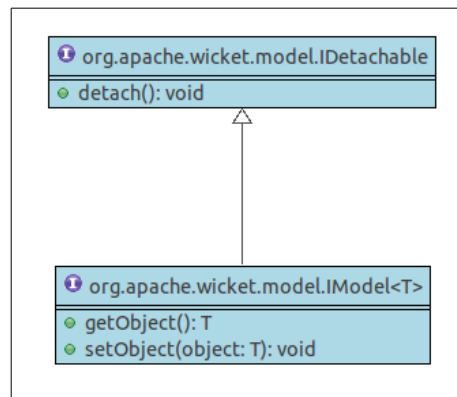 I org.apache.wicket.model.IDetachable
detach(): void
I org.apache.wicket.model.IModel<T>
getObject(): T
setObject(object: T): void